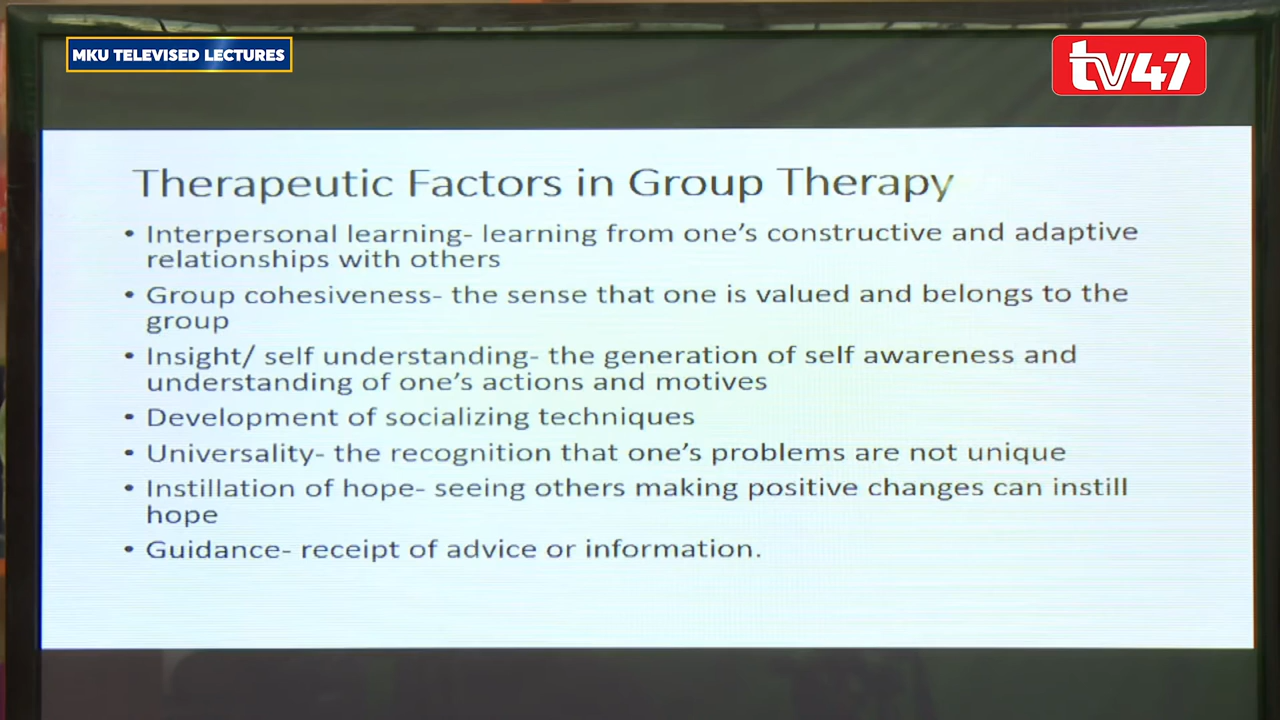 MKU TELEVISED LECTURES
tv47
Therapeutic Factors in Group Therapy
• Interpersonal learning- learning from one's constructive and adaptive
relationships with others
• Group cohesiveness- the sense that one is valued and belongs to the
group
• Insight/ self understanding- the generation of self awareness and
understanding of one's actions and motives
• Development of socializing techniques
• Universality- the recognition that one's problems are not unique
• Instillation of hope- seeing others making positive changes can instill
hope
• Guidance- receipt of advice or information.